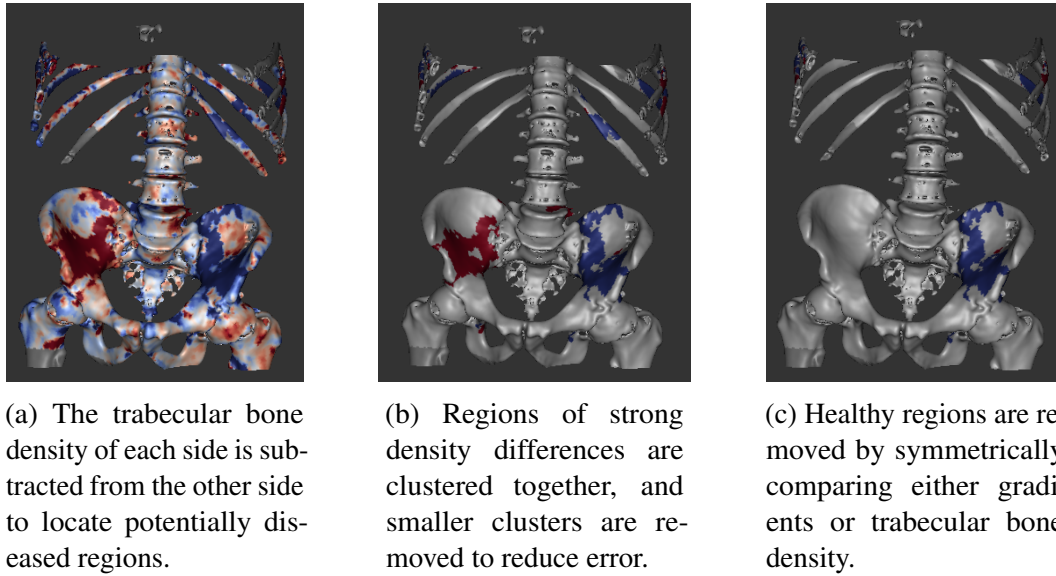 (a) The trabecular bone
density of each side is sub-
tracted from the other side
to locate potentially dis-
eased regions.
(b) Regions of strong
density differences are
clustered together, and
smaller clusters are re-
moved to reduce error.
(c) Healthy regions are re
moved by symmetrically
comparing either gradi
ents or trabecular bone
density.